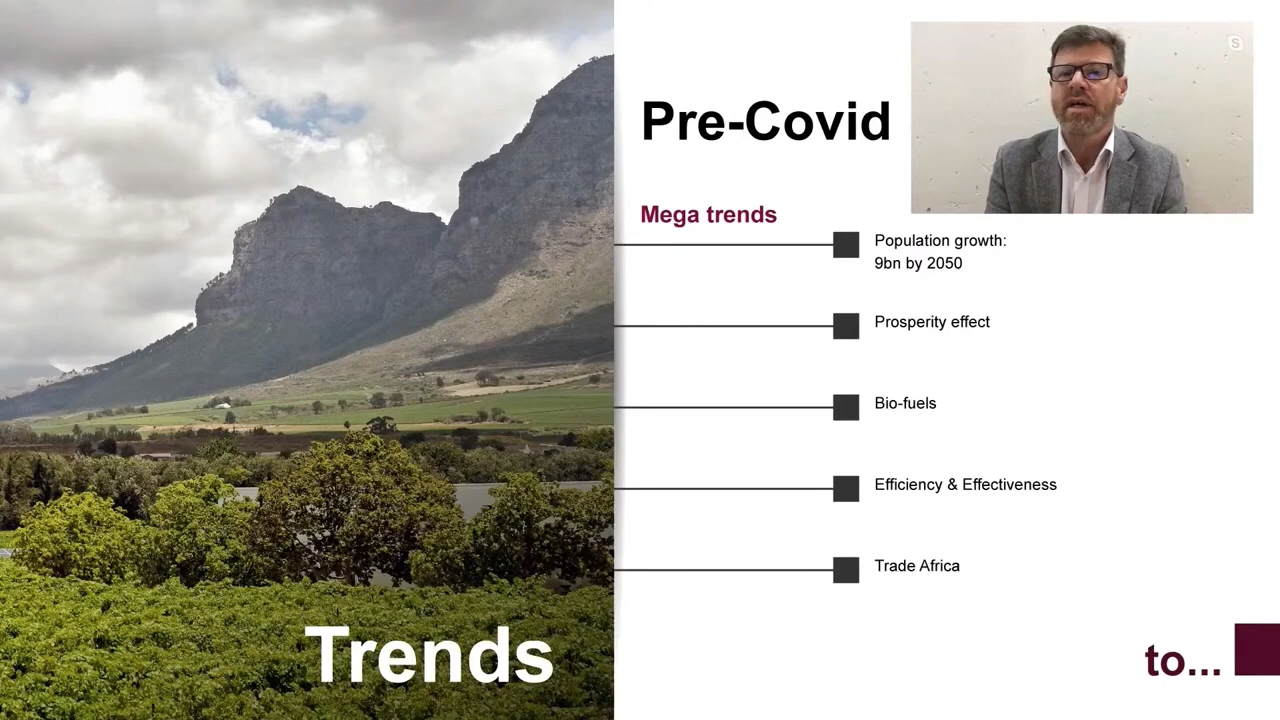 Pre-Covid
Mega trends
Population growth:
9bn by 2050
Prosperity effect
Bio-fuels
Efficiency & Effectiveness
Trade Africa
Trends
to...